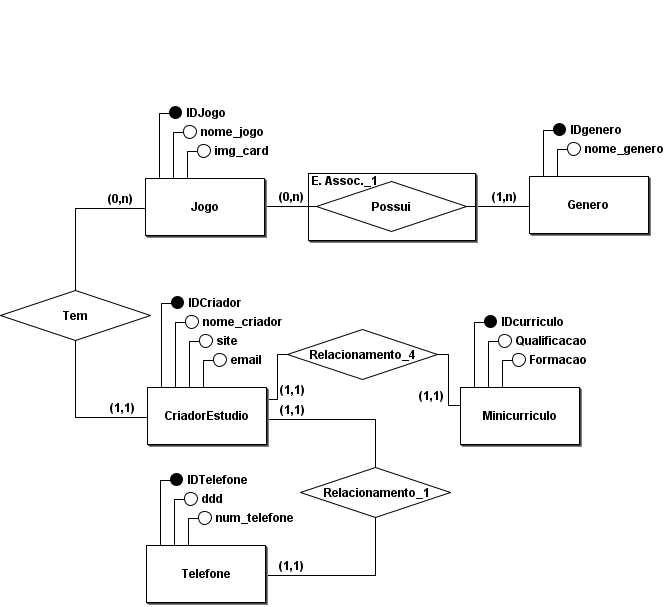 IDJogo
nome_jogo
img_card
Jogo
(0,n)
(0,n)
E. Assoc._1
Possui
(1,n)
IDgenero
nome_genero
Genero
Tem
IDCriador
nome_criador
site
email
CriadorEstudio
(1,1)
(1,1)
(1,1)
Relacionamento_4
(1,1)
IDcurriculo
Qualificacao
Formacao
Minicurriculo
Relacionamento_1
IDTelefone
ddd
num_telefone
Telefone
(1,1)